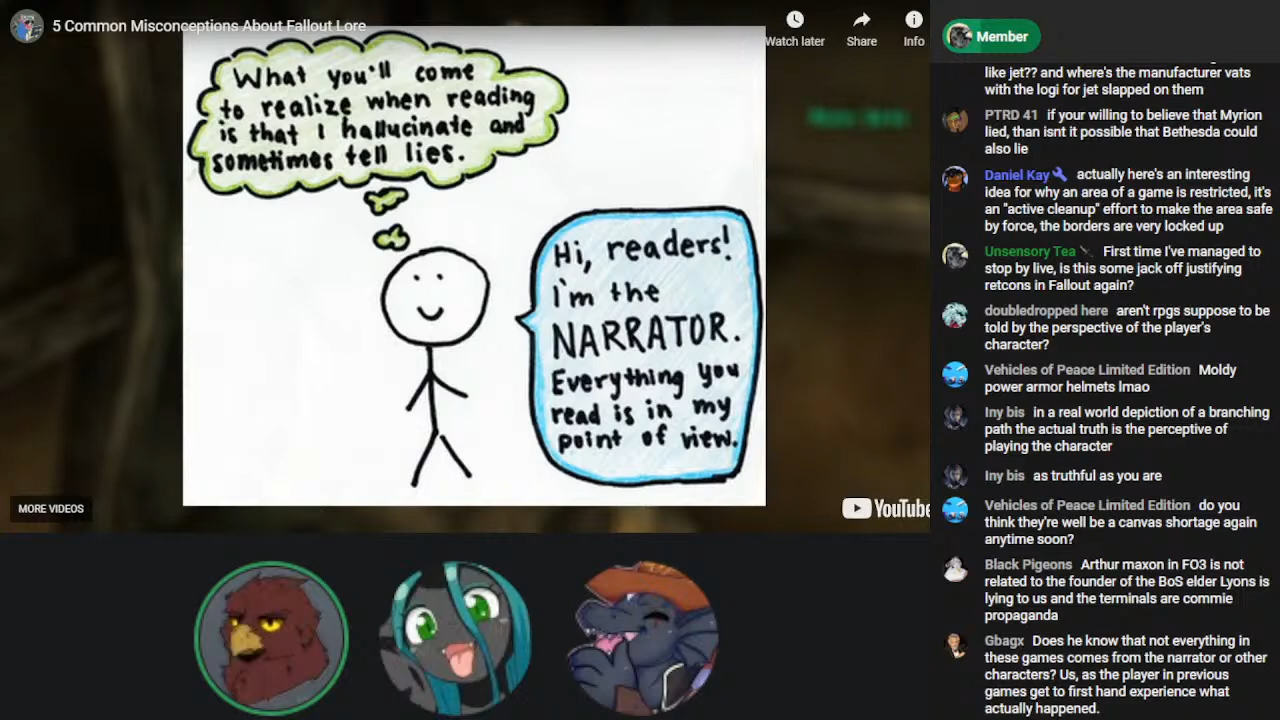 5 Common Misconceptions About Fallout Lore
Watch later
Share
Info
What you'll come
to realize when reading
is that I hallucinate and
sometimes tell lies.
Hi, readers!
I'm the
NARRATOR.
Everything you
read is in my
point of view.
MORE VIDEOS
YouTube
Member
like jet?? and where's the manufacturer vats
with the logi for jet slapped on them
PTRD 41 if your willing to believe that Myrion
lied, than isnt it possible that Bethesda could
also lie
Daniel Kay actually here's an interesting
idea for why an area of a game is restricted, it's
an "active cleanup" effort to make the area safe
by force, the borders are very locked up
Unsensory Tea First time I've managed to
stop by live, is this some jack off justifying
retcons in Fallout again?
doubledropped here aren't rpgs suppose to be
told by the perspective of the player's
character?
Vehicles of Peace Limited Edition Moldy
power armor helmets lmao
Iny bis in a real world depiction of a branching
path the actual truth is the perceptive of
playing the character
Iny bis as truthful as you are
Vehicles of Peace Limited Edition do you
think they're well be a canvas shortage again
anytime soon?
Black Pigeons Arthur maxon in FO3 is not
related to the founder of the BoS elder Lyons is
lying to us and the terminals are commie
propaganda
Gbagx Does he know that not everything in
these games comes from the narrator or other
characters? Us, as the player in previous
games get to first hand experience what
actually happened.